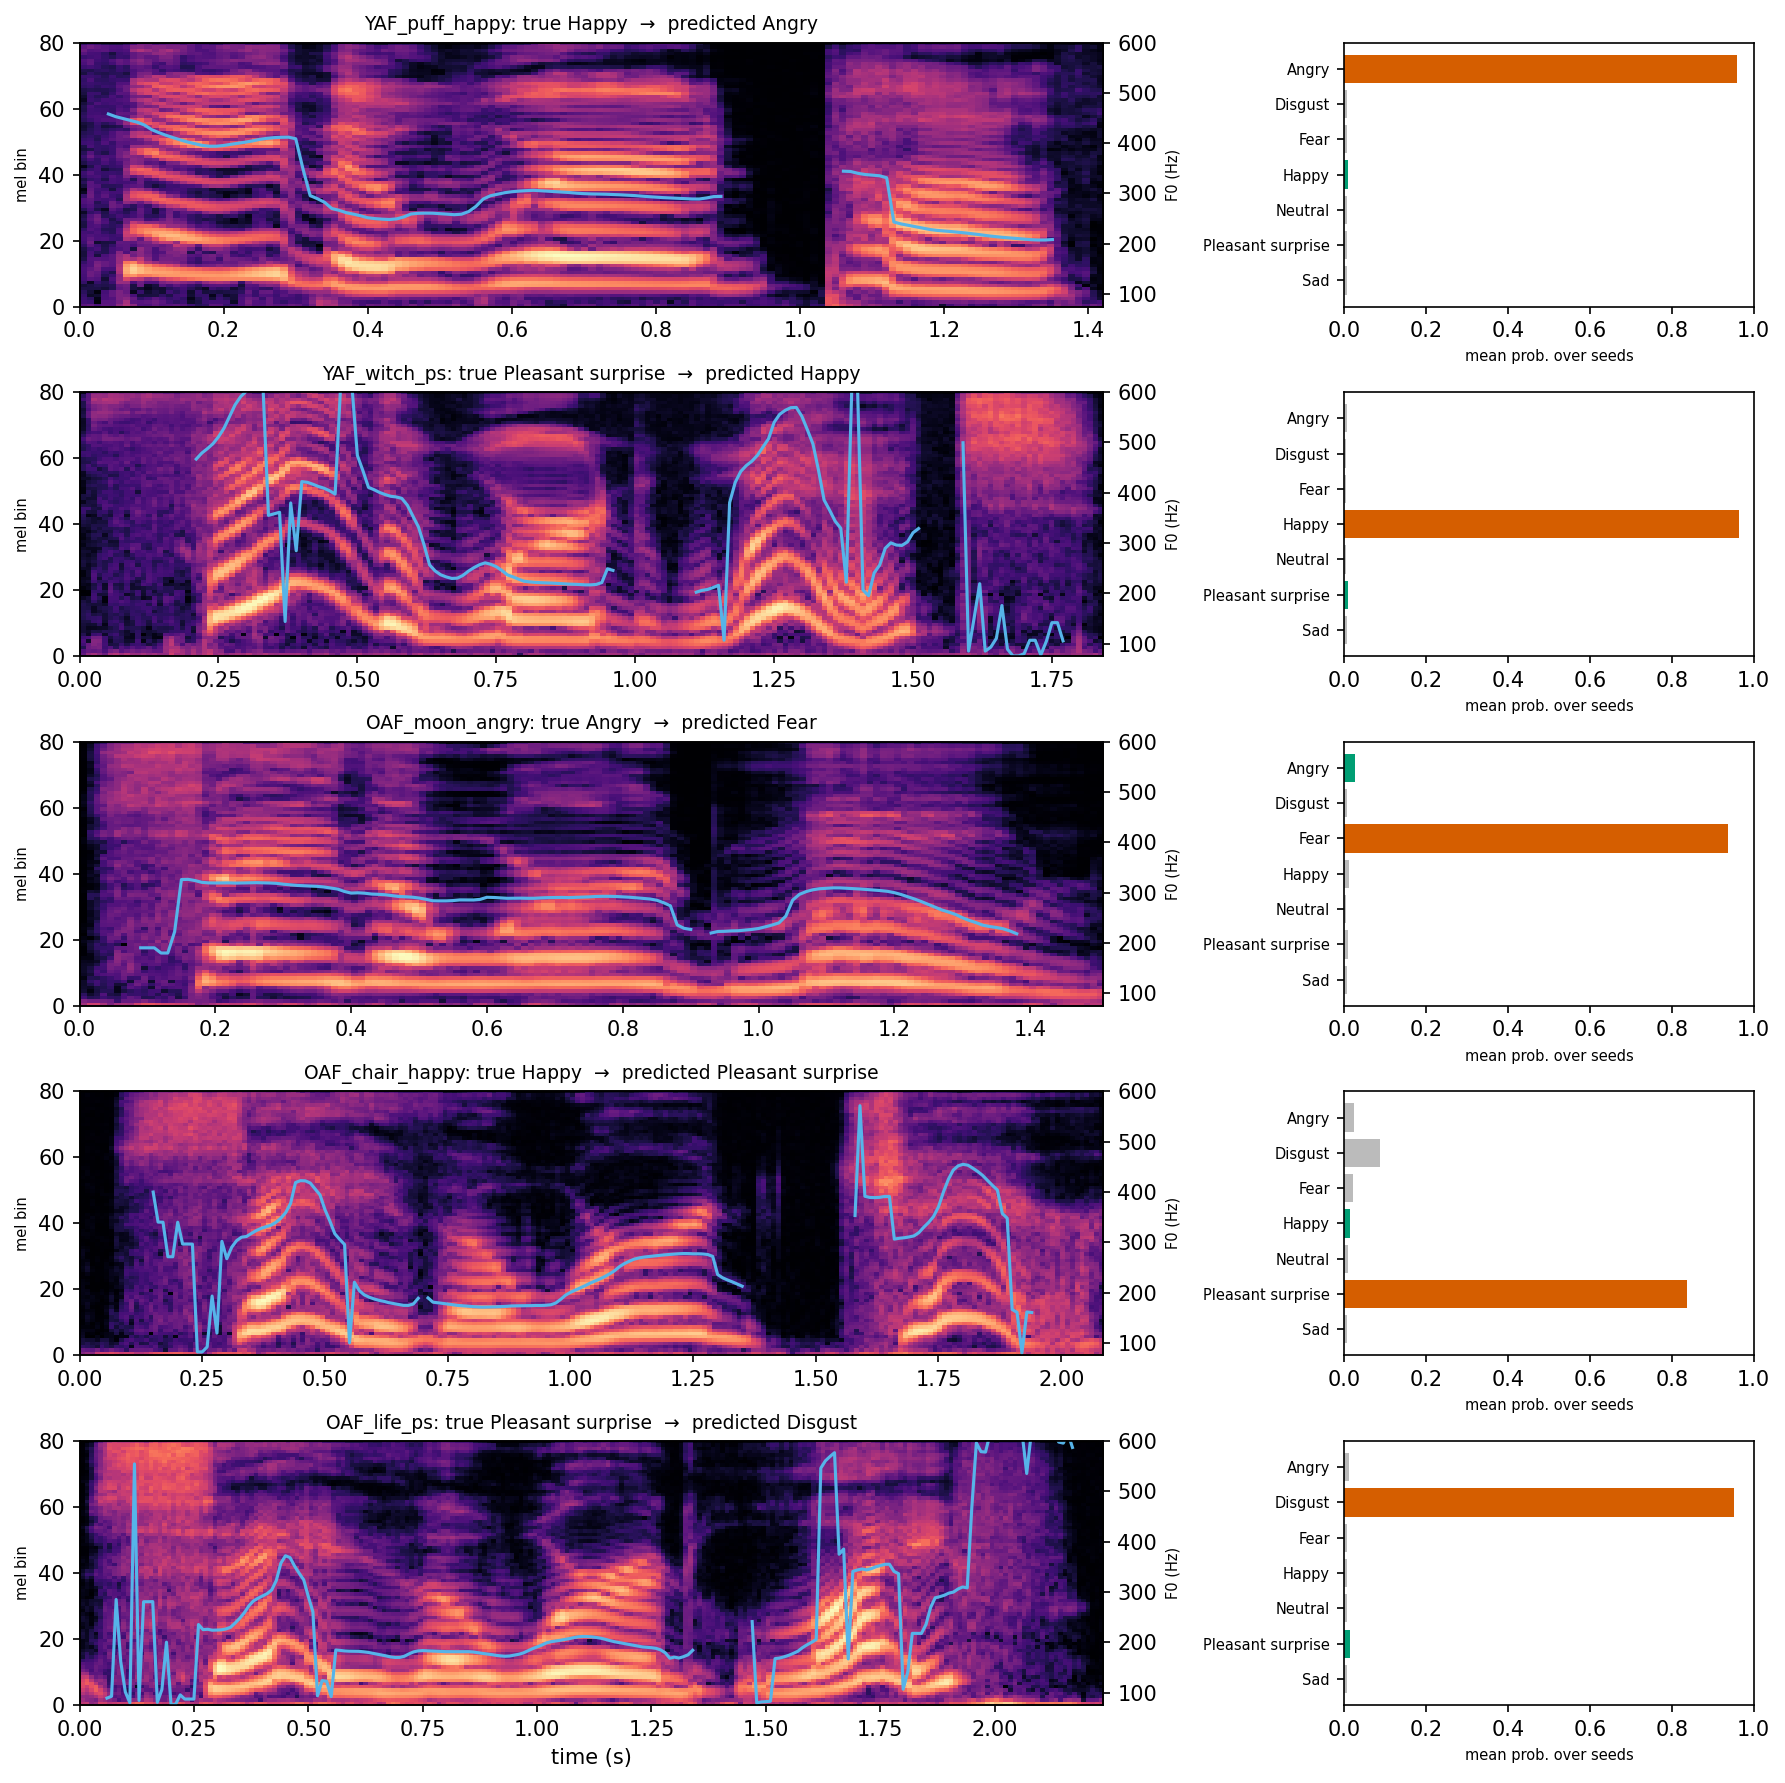 YAF_puff_happy: true Happy → predicted Angry
80
60
40
20
0
mel bin
600
500
400
300
200
100
F0 (Hz)
0.0 0.2 0.4 0.6 0.8 1.0 1.2 1.4
Angry
Disgust
Fear
Happy
Neutral
Pleasant surprise
Sad
0.0 0.2 0.4 0.6 0.8 1.0
mean prob. over seeds
YAF_witch_ps: true Pleasant surprise → predicted Happy
80
60
40
20
0
mel bin
600
500
400
300
200
100
F0 (Hz)
0.00 0.25 0.50 0.75 1.00 1.25 1.50 1.75
Angry
Disgust
Fear
Happy
Neutral
Pleasant surprise
Sad
0.0 0.2 0.4 0.6 0.8 1.0
mean prob. over seeds
OAF_moon_angry: true Angry → predicted Fear
80
60
40
20
0
mel bin
600
500
400
300
200
100
F0 (Hz)
0.0 0.2 0.4 0.6 0.8 1.0 1.2 1.4
Angry
Disgust
Fear
Happy
Neutral
Pleasant surprise
Sad
0.0 0.2 0.4 0.6 0.8 1.0
mean prob. over seeds
OAF_chair_happy: true Happy → predicted Pleasant surprise
80
60
40
20
0
mel bin
600
500
400
300
200
100
F0 (Hz)
0.00 0.25 0.50 0.75 1.00 1.25 1.50 1.75 2.00
Angry
Disgust
Fear
Happy
Neutral
Pleasant surprise
Sad
0.0 0.2 0.4 0.6 0.8 1.0
mean prob. over seeds
OAF_life_ps: true Pleasant surprise → predicted Disgust
80
60
40
20
0
mel bin
600
500
400
300
200
100
F0 (Hz)
0.00 0.25 0.50 0.75 1.00 1.25 1.50 1.75 2.00
time (s)
Angry
Disgust
Fear
Happy
Neutral
Pleasant surprise
Sad
0.0 0.2 0.4 0.6 0.8 1.0
mean prob. over seeds